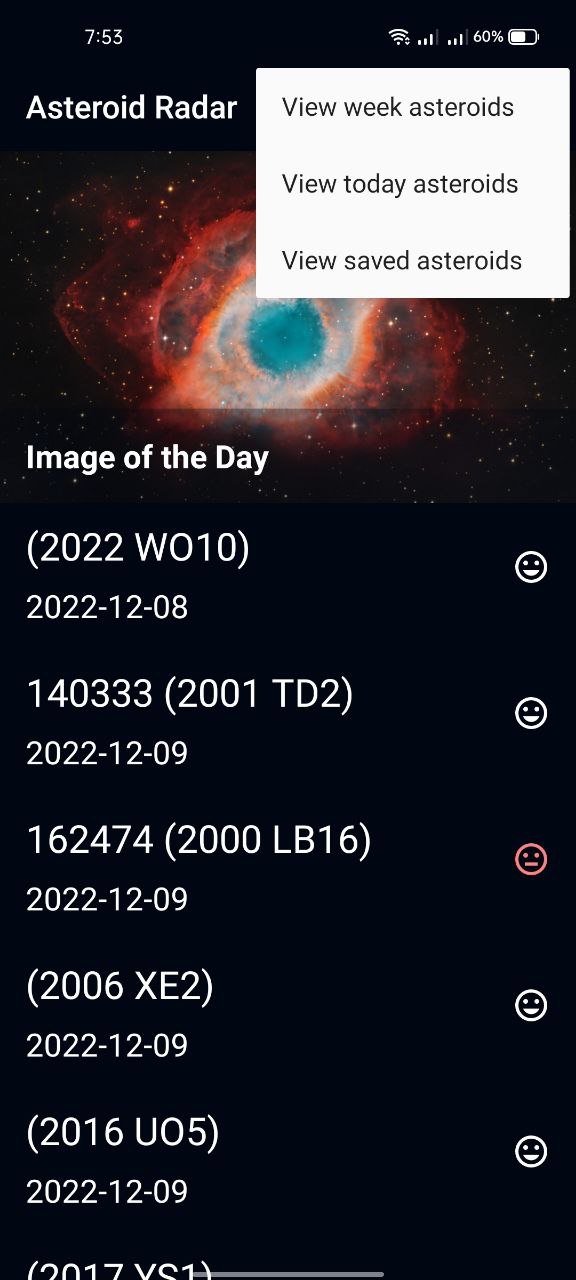 7:53
60%
Asteroid Radar
View week asteroids
View today asteroids
View saved asteroids
Image of the Day
(2022 WO10)
2022-12-08
140333 (2001 TD2)
2022-12-09
162474 (2000 LB16)
2022-12-09
(2006 XE2)
2022-12-09
(2016 UO5)
2022-12-09
(2017 YS1)